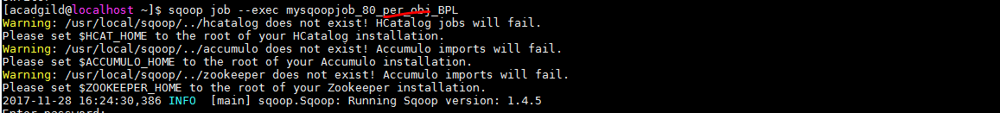 [acadgild@localhost ~]$ sqoop job --exec mysqoopjob_80_per_obj_BPL
Warning: /usr/local/sqoop/../hcatalog does not exist! HCatalog jobs will fail.
Please set $HCAT_HOME to the root of your HCatalog installation.
Warning: /usr/local/sqoop/../accumulo does not exist! Accumulo imports will fail.
Please set $ACCUMULO_HOME to the root of your Accumulo installation.
Warning: /usr/local/sqoop/../zookeeper does not exist! Accumulo imports will fail.
Please set $ZOOKEEPER_HOME to the root of your Zookeeper installation.
2017-11-28 16:24:30,386 INFO  [main] sqoop.Sqoop: Running Sqoop version: 1.4.5
Enter password: